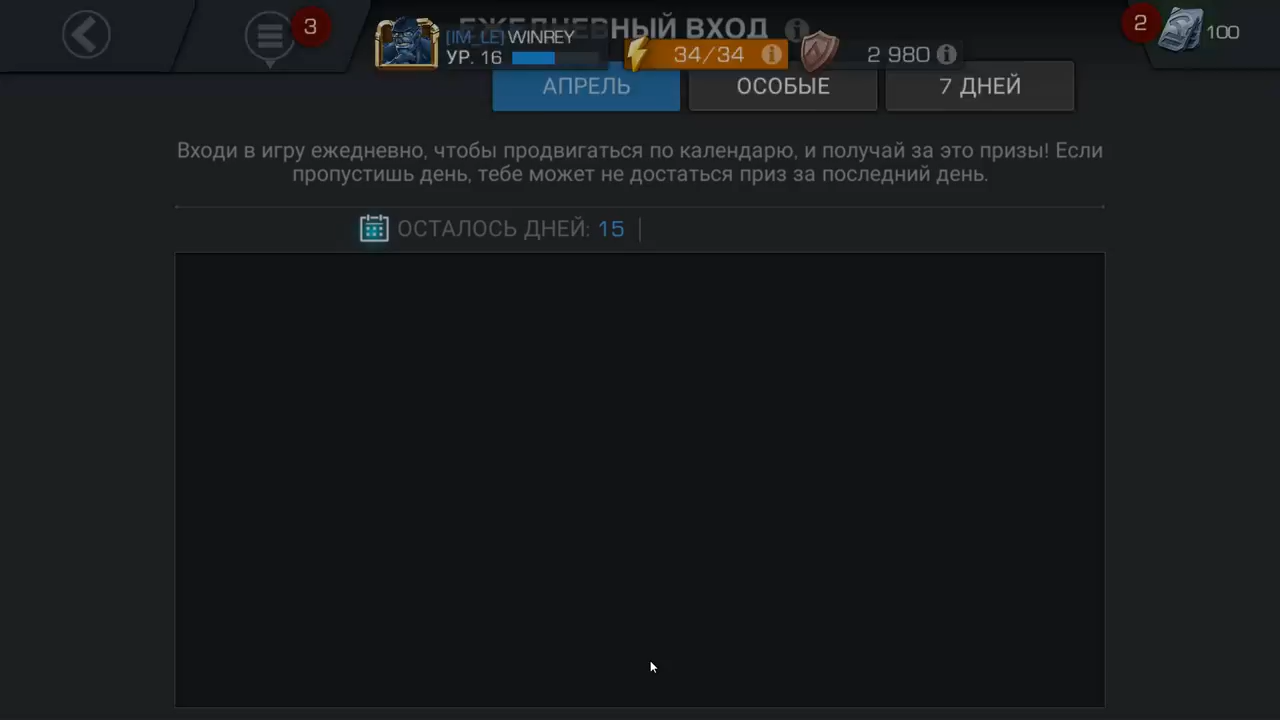 ЕЖЕДНЕВНЫЙ ВХОД
3
[IM_LE] WINREY
УР. 16
34/34
2 980
2
100
АПРЕЛЬ
ОСОБЫЕ
7 ДНЕЙ
Входи в игру ежедневно, чтобы продвигаться по календарю, и получай за это призы! Если
пропустишь день, тебе может не достаться приз за последний день.
ОСТАЛОСЬ ДНЕЙ: 15